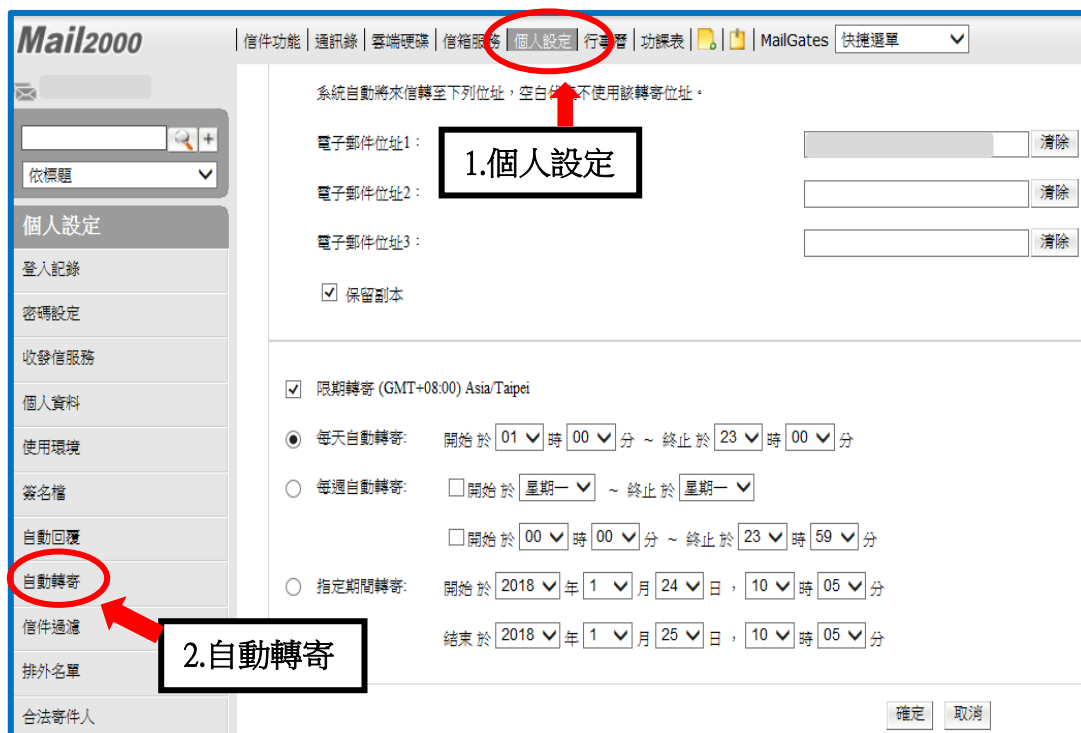 Mail2000
信件功能 | 通訊錄 | 雲端硬碟 | 信箱服務 | 個人設定 | 行事曆 | 功課表 | | MailGates 快捷選單
系統自動將來信轉至下列位址，空白代表不使用該轉寄位址。
電子郵件位址1： 清除
1.個人設定
依標題
電子郵件位址2： 清除
電子郵件位址3： 清除
保留副本
個人設定
登入記錄
密碼設定
收發信服務
個人資料
使用環境
簽名檔
自動回覆
自動轉寄
信件過濾
排外名單
合法寄件人
2.自動轉寄
限期轉寄 (GMT+08:00) Asia/Taipei
每天自動轉寄: 開始 於 01 時 00 分 ~ 終止 於 23 時 00 分
每週自動轉寄: 開始 於 星期一 ~ 終止 於 星期一
開始 於 00 時 00 分 ~ 終止 於 23 時 59 分
指定期間轉寄: 開始 於 2018 年 1 月 24 日 ， 10 時 05 分
結束 於 2018 年 1 月 25 日 ， 10 時 05 分
確定 取消